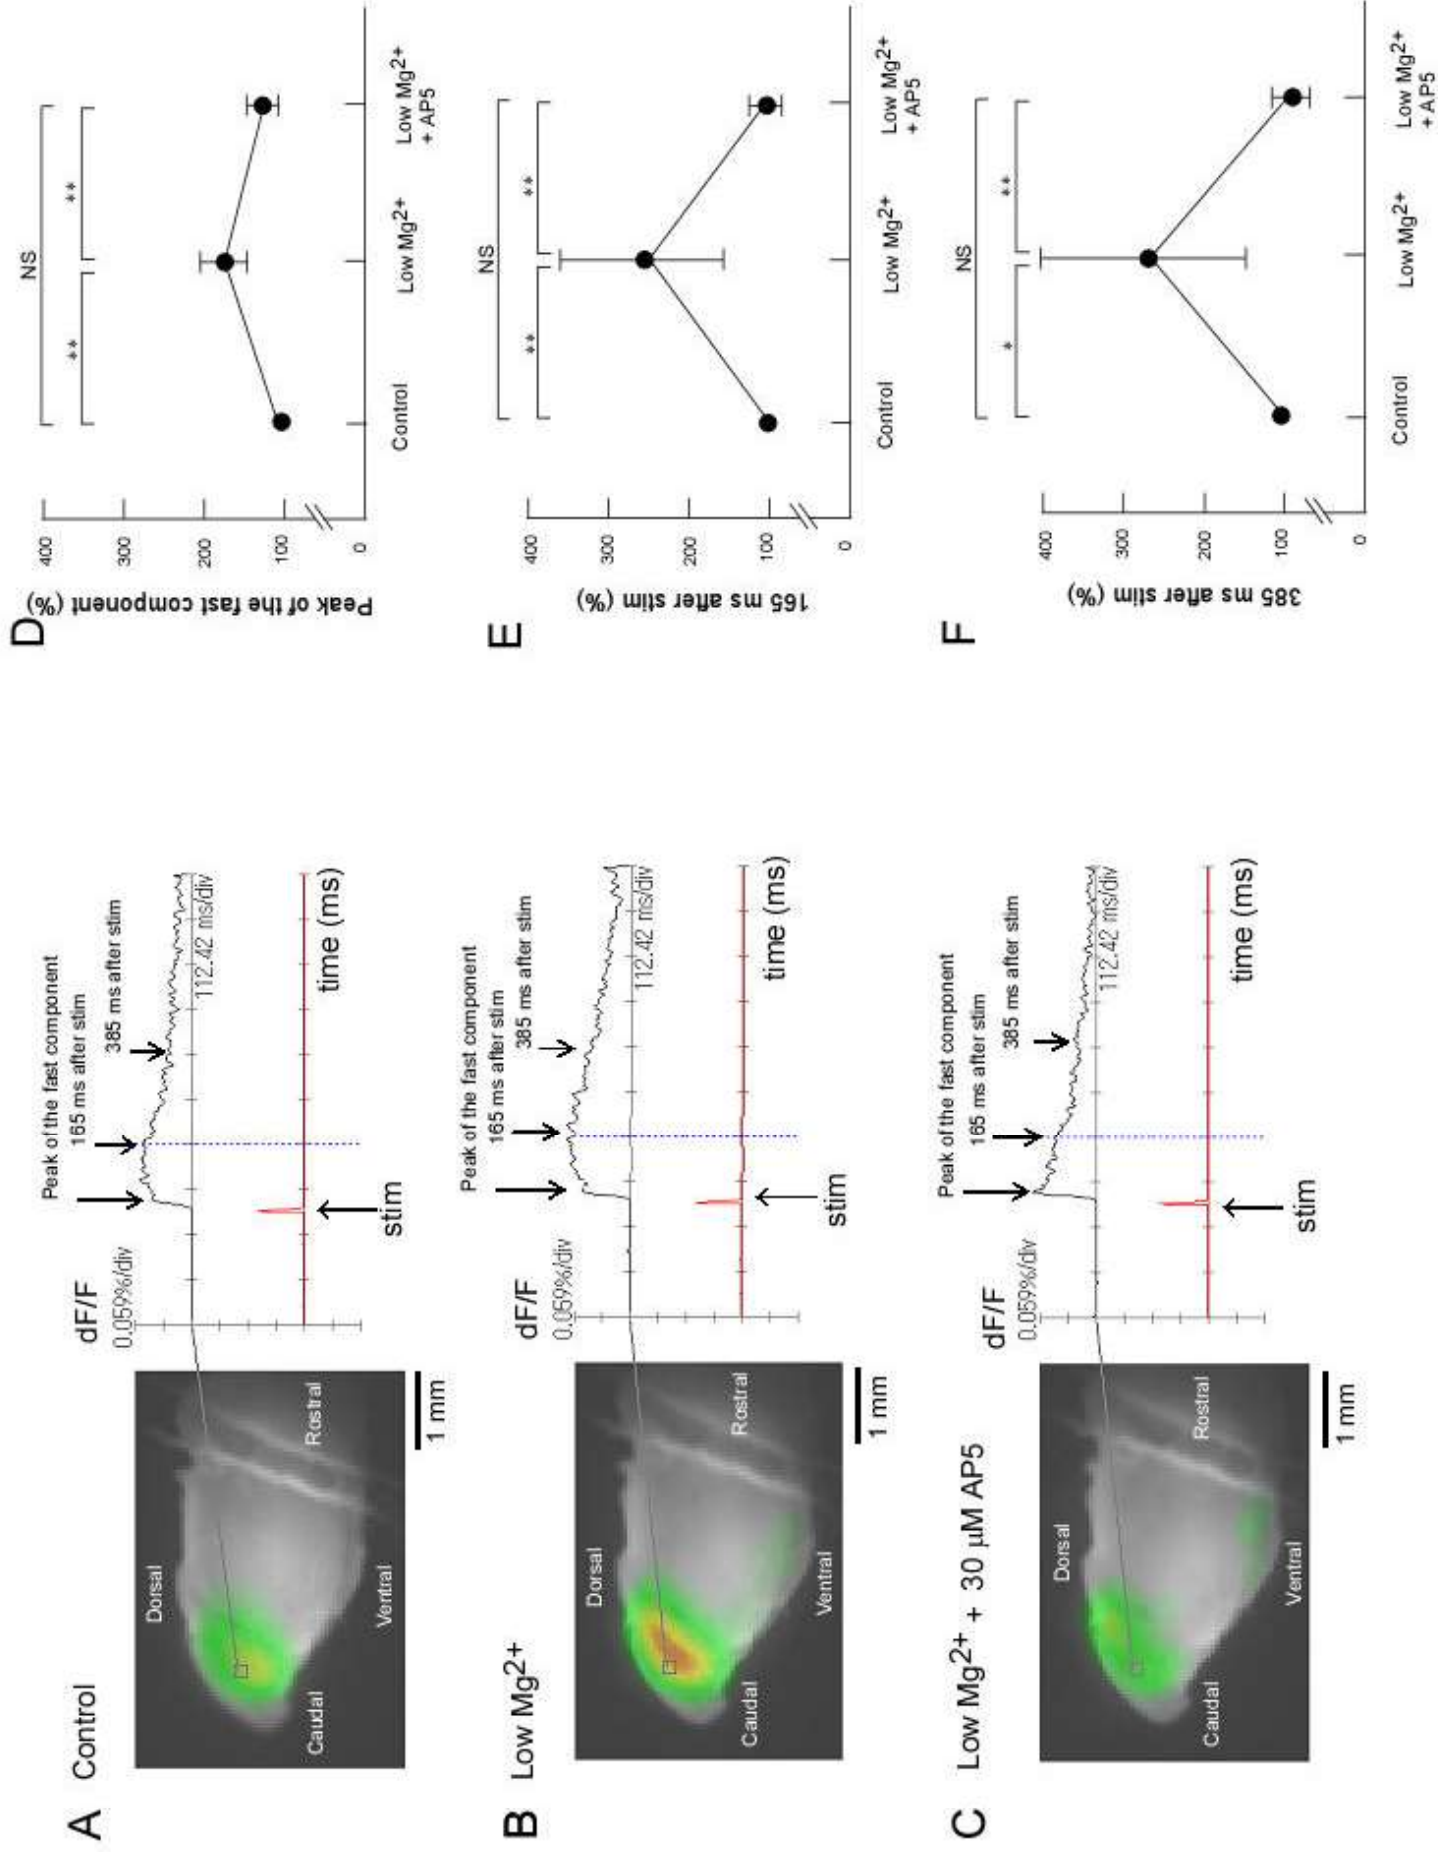 A Control
Dorsal
Caudal
Ventral
Rostral
1 mm
dF/F
0.059%/div
Peak of the fast component
165 ms after stim
385 ms after stim
112.42 ms/div
stim
time (ms)
B Low Mg2+
Dorsal
Caudal
Ventral
Rostral
1 mm
dF/F
0.059%/div
Peak of the fast component
165 ms after stim
385 ms after stim
112.42 ms/div
stim
time (ms)
C Low Mg2+ + 30 µM AP5
Dorsal
Caudal
Ventral
Rostral
1 mm
dF/F
0.059%/div
Peak of the fast component
165 ms after stim
385 ms after stim
112.42 ms/div
stim
time (ms)
D
Peak of the fast component (%)
400
300
200
100
0
NS
** **
Control Low Mg2+ Low Mg2+
+ AP5
E
165 ms after stim (%)
400
300
200
100
0
NS
** **
Control Low Mg2+ Low Mg2+
+ AP5
F
385 ms after stim (%)
400
300
200
100
0
NS
* **
Control Low Mg2+ Low Mg2+
+ AP5